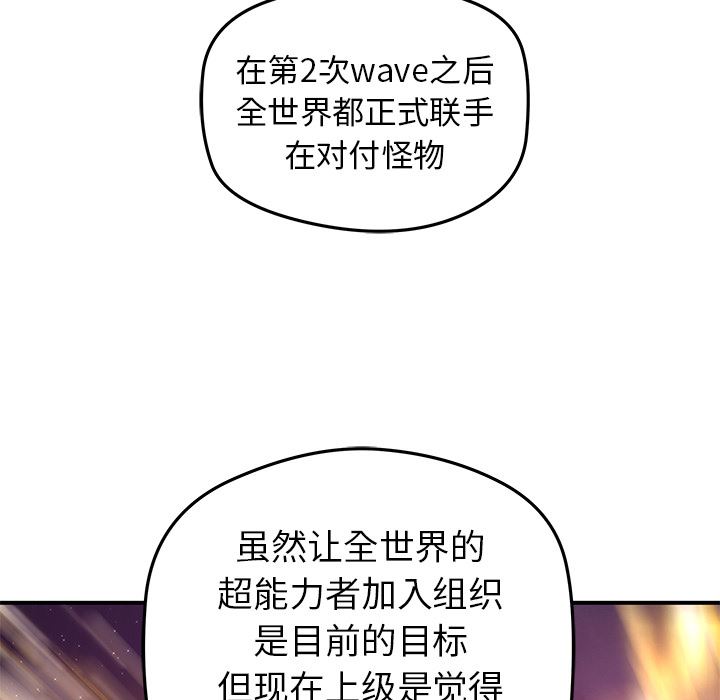 在第2次wave之后
全世界都正式联手
在对付怪物
虽然让全世界的
超能力者加入组织
是目前的目标
但现在上级是觉得